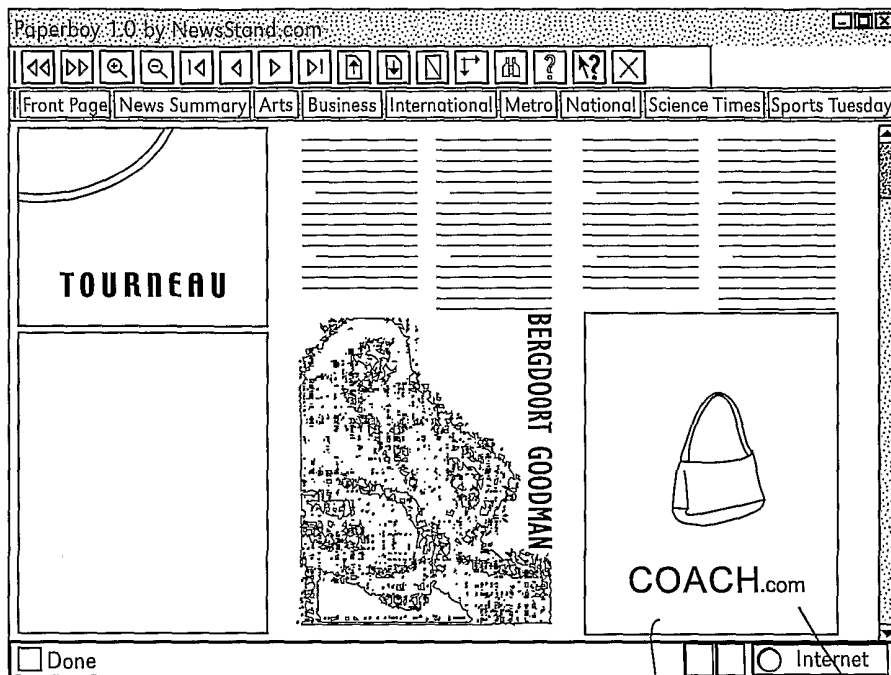 Paperboy 1.0 by NewsStand.com
?
?
Front Page News Summary Arts Business International Metro National Science Times Sports Tuesday
TOURNEAU
BERGDOORT GOODMAN
COACH.com
Done
Internet